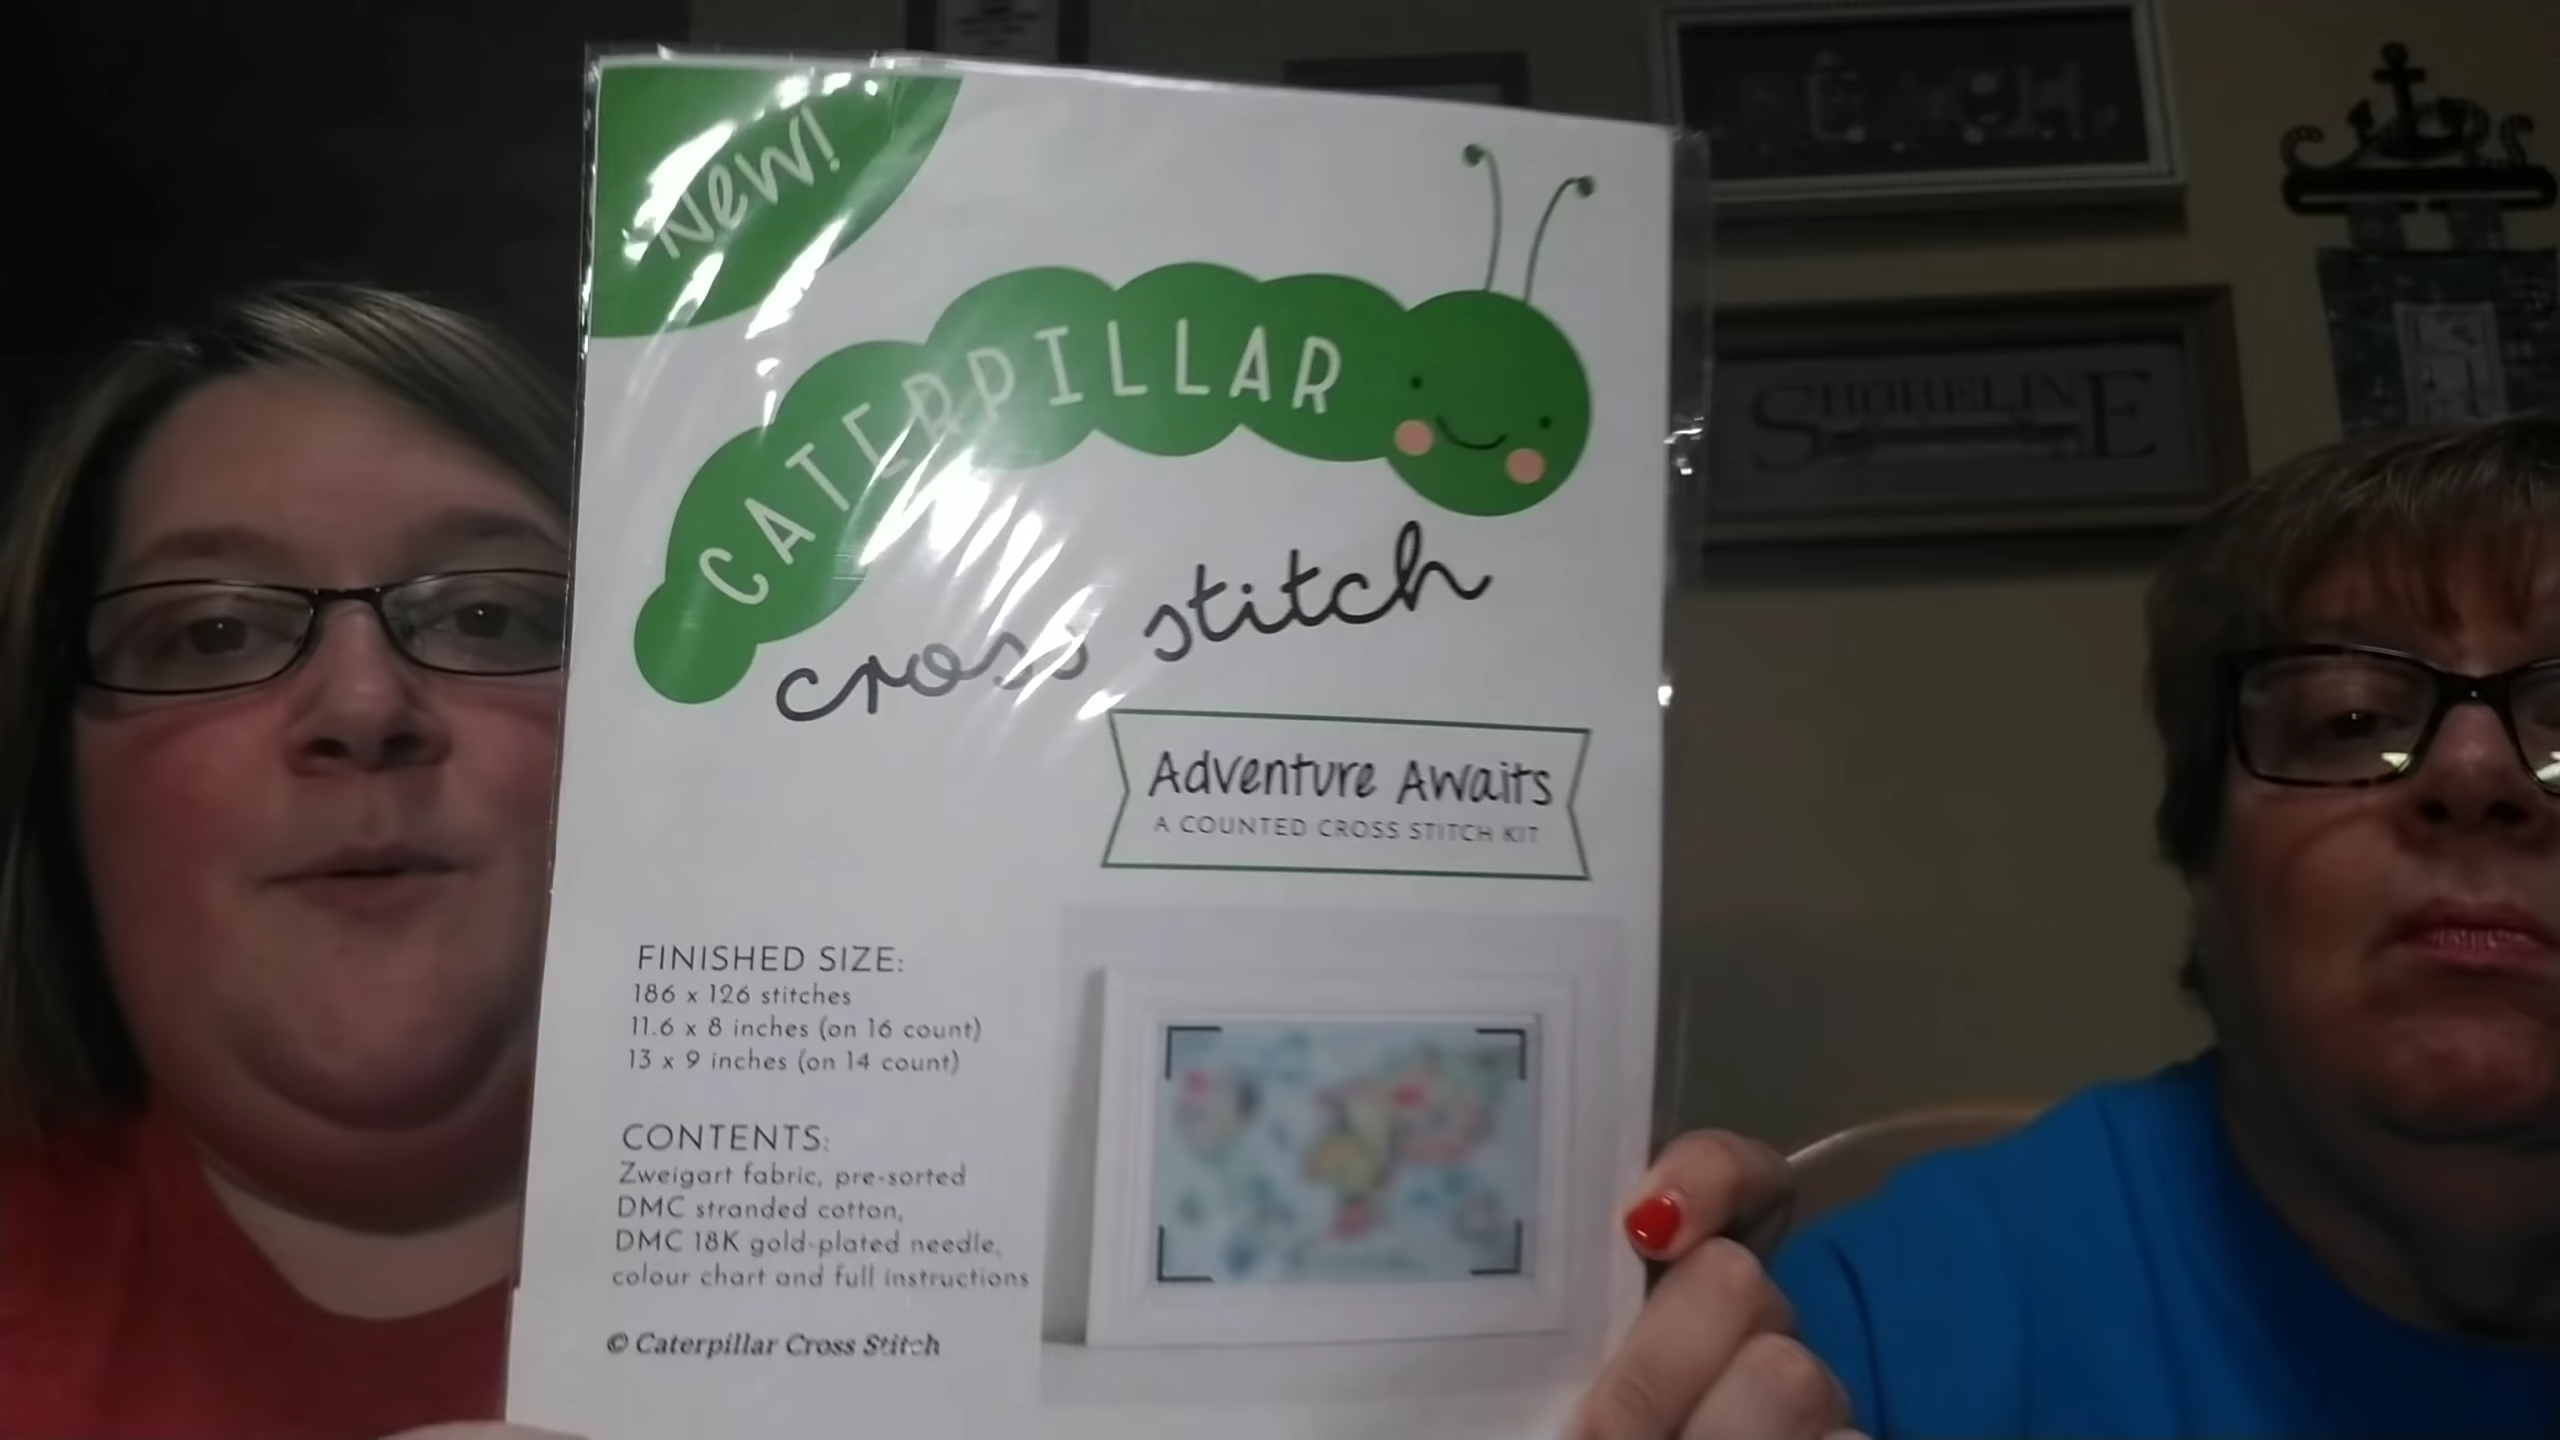 New!
CATERPILLAR
cross stitch
Adventure Awaits
A COUNTED CROSS STITCH KIT
FINISHED SIZE:
186 x 126 stitches
11.6 x 8 inches (on 16 count)
13 x 9 inches (on 14 count)
CONTENTS:
Zweigart fabric, pre-sorted
DMC stranded cotton,
DMC 18K gold-plated needle,
colour chart and full instructions
© Caterpillar Cross Stitch
SHORELINE